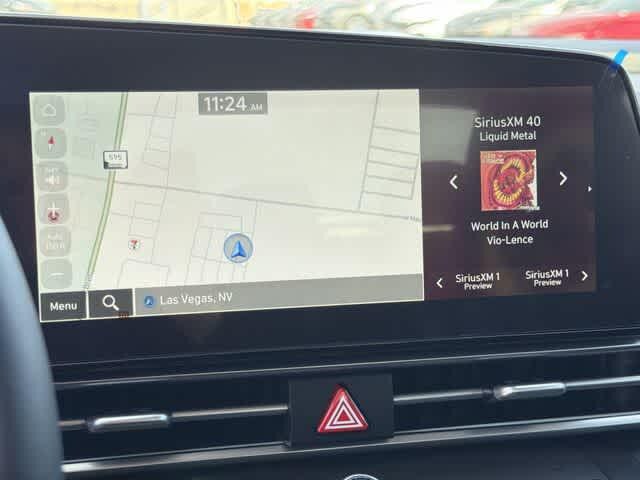 11:24 AM
595
Auto
Menu
Las Vegas, NV
SiriusXM 40
Liquid Metal
World In A World
Vio-Lence
SiriusXM 1
Preview
SiriusXM 1
Preview